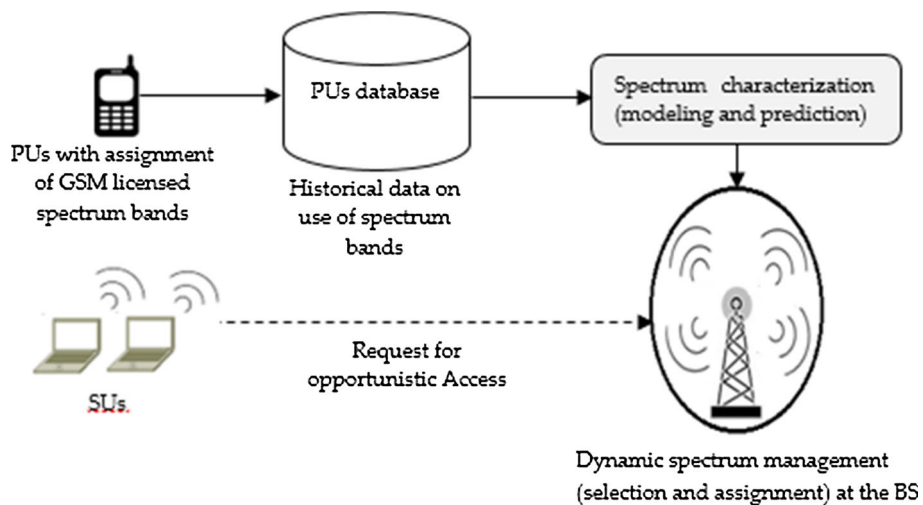 PUs database
Spectrum characterization
(modeling and prediction)
PUs with assignment
of GSM licensed
spectrum bands
Historical data on
use of spectrum
bands
Request for
opportunistic Access
SUs
Dynamic spectrum management
(selection and assignment) at the BS